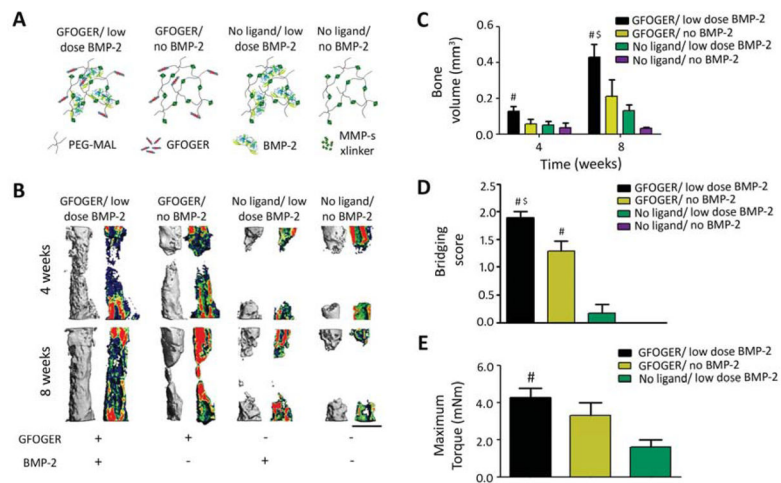 A
GFOGER/ low dose BMP-2
GFOGER/ no BMP-2
No ligand/ low dose BMP-2
No ligand/ no BMP-2
PEG-MAL
GFOGER
BMP-2
MMP-s xlinker
B
GFOGER/ low dose BMP-2
GFOGER/ no BMP-2
No ligand/ low dose BMP-2
No ligand/ no BMP-2
4 weeks
8 weeks
GFOGER + + - -
BMP-2 + - + -
C
GFOGER/ low dose BMP-2
GFOGER/ no BMP-2
No ligand/ low dose BMP-2
No ligand/ no BMP-2
Bone volume (mm³)
0.6
0.4
0.2
0.0
#
# $
4
8
Time (weeks)
D
GFOGER/ low dose BMP-2
GFOGER/ no BMP-2
No ligand/ low dose BMP-2
No ligand/ no BMP-2
Bridging score
2.5
2.0
1.5
1.0
0.5
0.0
# $
#
E
GFOGER/ low dose BMP-2
GFOGER/ no BMP-2
No ligand/ low dose BMP-2
Maximum Torque (mNm)
6.0
4.0
2.0
0.0
#